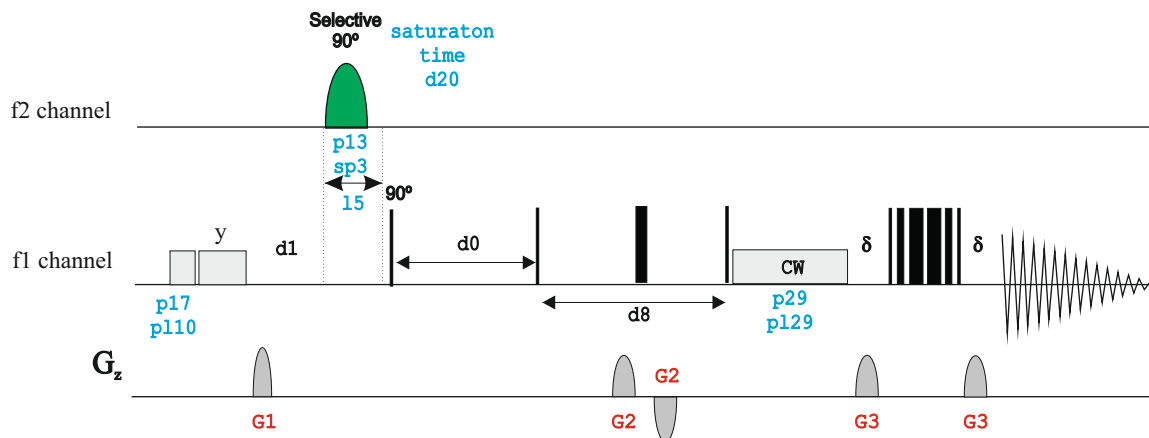 Selective
90º
saturaton
time
d20
f2 channel
p13
sp3
l5
90º
y
d1
d0
δ
δ
f1 channel
CW
p17
pl10
d8
p29
pl29
Gz
G2
G1
G2
G3
G3